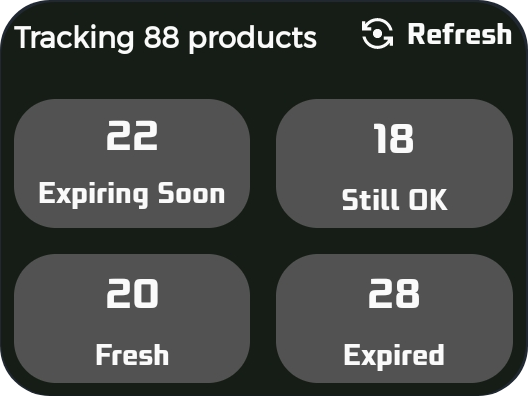 Tracking 88 products
Refresh
22
Expiring Soon
18
Still OK
20
Fresh
28
Expired